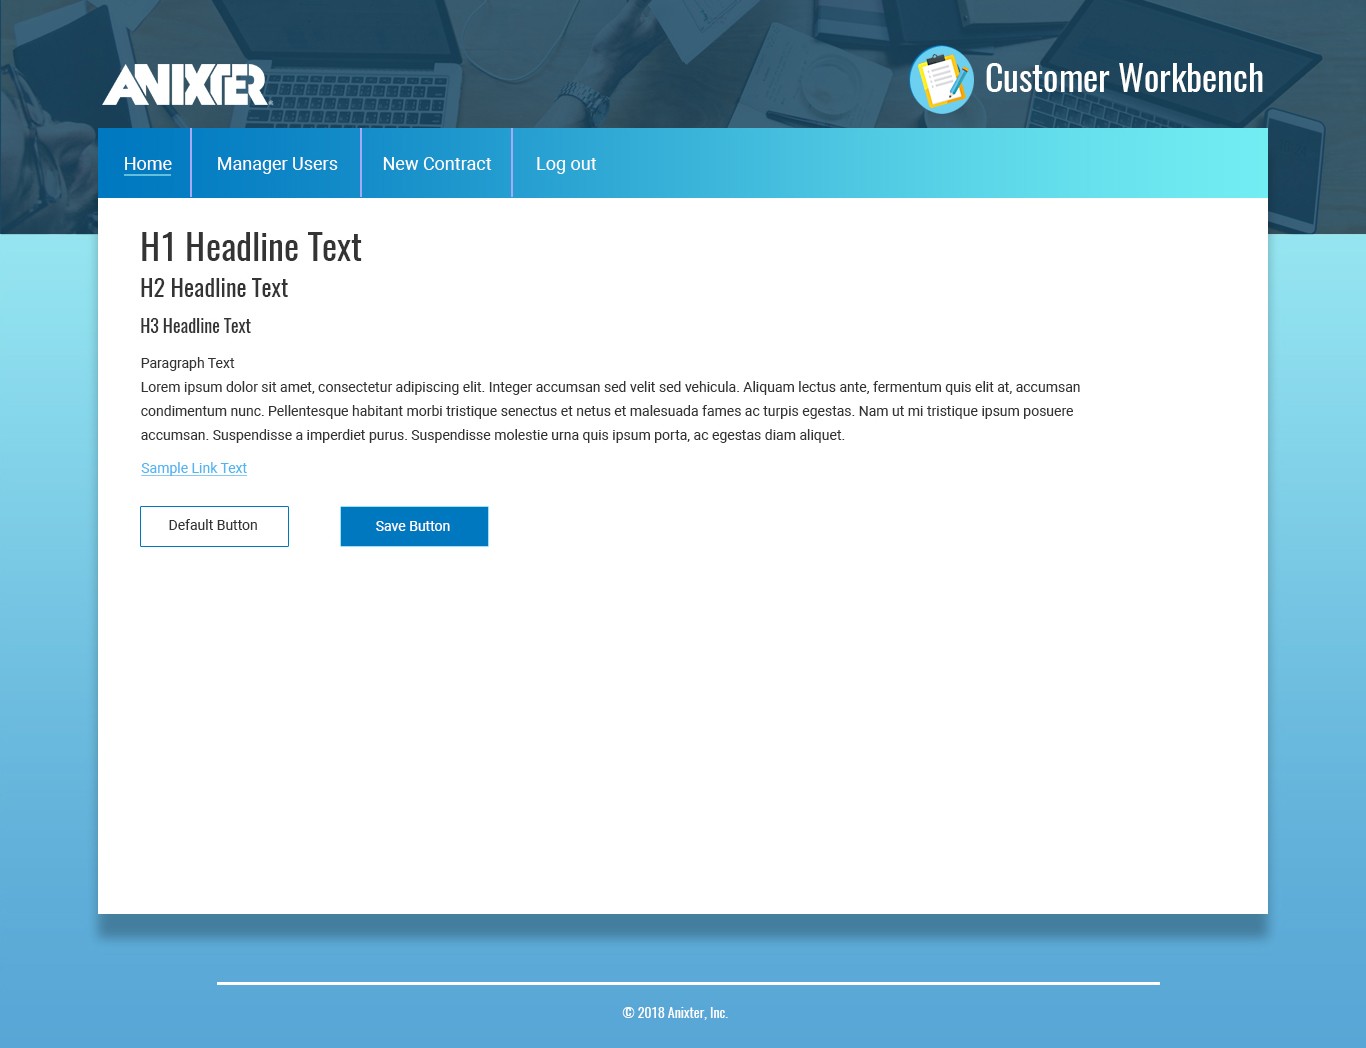 ANIXTER
Customer Workbench
Home Manager Users New Contract Log out
H1 Headline Text
H2 Headline Text
H3 Headline Text
Paragraph Text
Lorem ipsum dolor sit amet, consectetur adipiscing elit. Integer accumsan sed velit sed vehicula. Aliquam lectus ante, fermentum quis elit at, accumsan
condimentum nunc. Pellentesque habitant morbi tristique senectus et netus et malesuada fames ac turpis egestas. Nam ut mi tristique ipsum posuere
accumsan. Suspendisse a imperdiet purus. Suspendisse molestie urna quis ipsum porta, ac egestas diam aliquet.
Sample Link Text
Default Button Save Button
© 2018 Anixter, Inc.